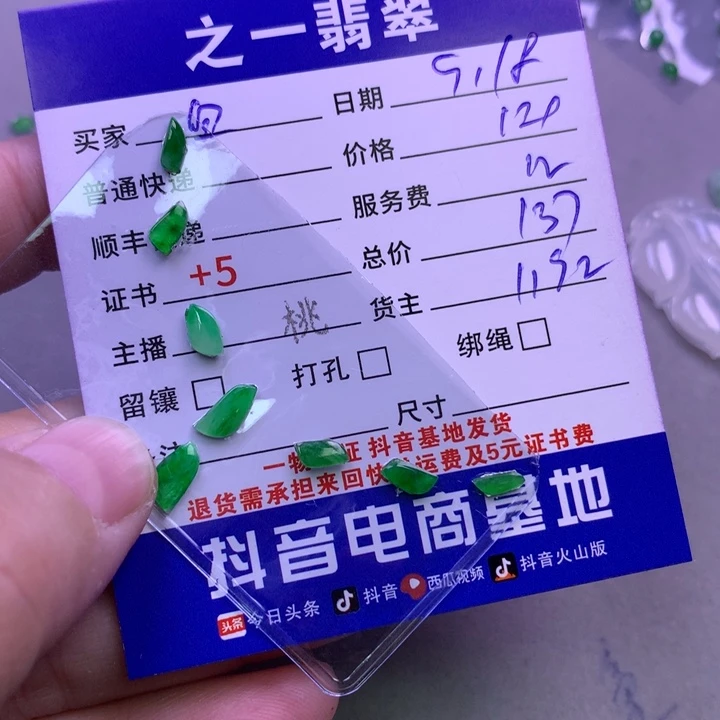 之一翡翠
买家 日期 9.18
普通快递 价格
顺丰 递 服务费 12
证书 +5 总价 137
主播 桃 货主
留镶 打孔 绑绳
尺寸
一物 证 抖音基地发货
退货需承担来回快 运费及5元证书费
抖音电商基地
头条 今日头条 抖音 西瓜视频 抖音火山版